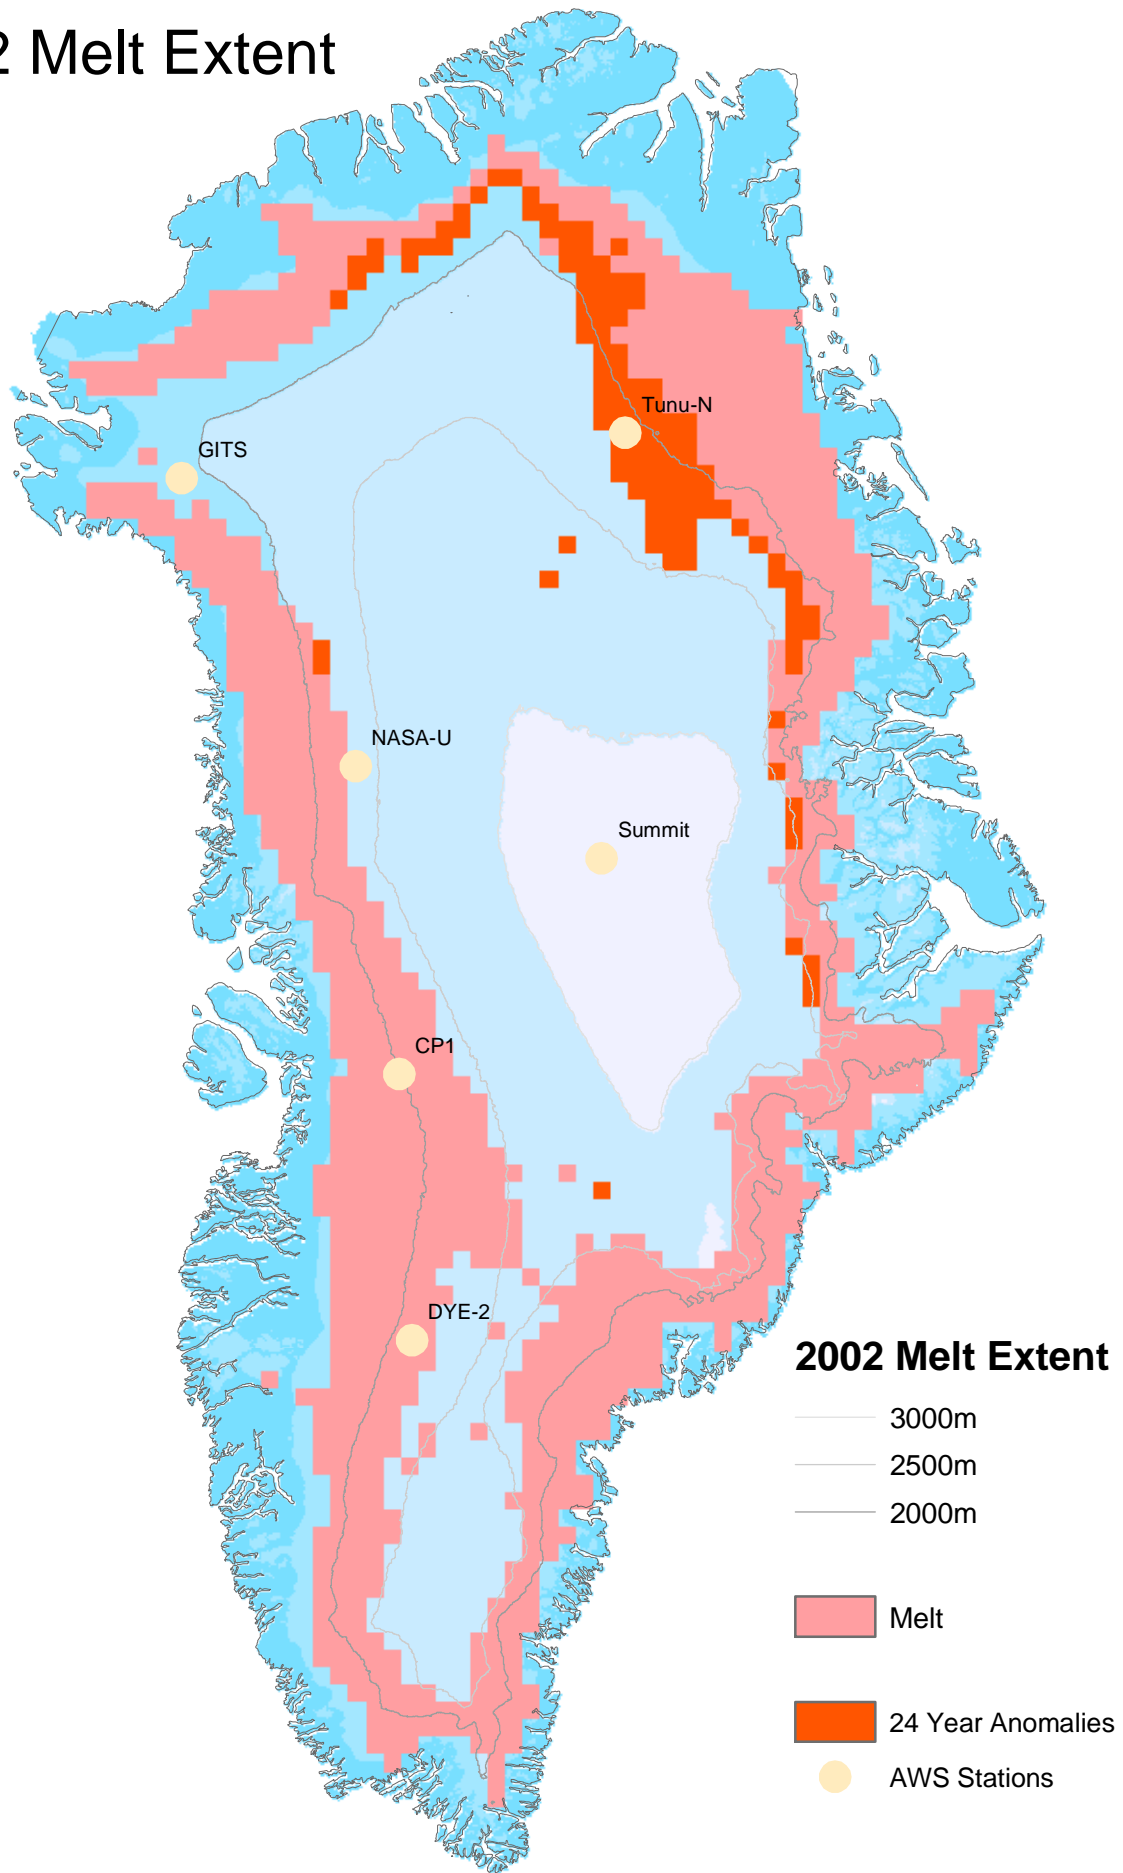 2 Melt Extent
Tunu-N
GITS
NASA-U
Summit
CP1
DYE-2
2002 Melt Extent
3000m
2500m
2000m
Melt
24 Year Anomalies
AWS Stations